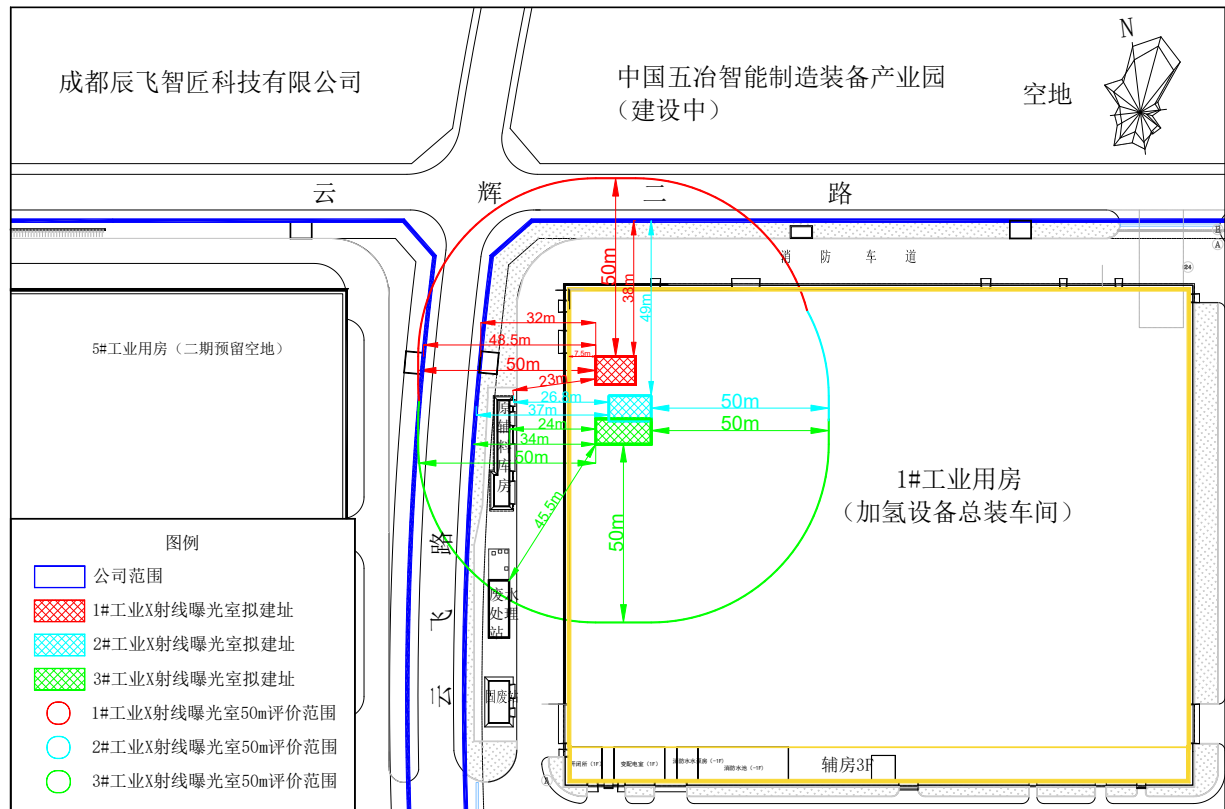 成都辰飞智匠科技有限公司
中国五冶智能制造装备产业园
(建设中)
空地
N
云辉二路
消防车道
B
A
24
50m
38m
49m
32m
48.5m
7.5m
50m
23m
5#工业用房（二期预留空地）
37m
50m
24m
50m
34m
50m
原辅料库房
45.5m
50m
1#工业用房
（加氢设备总装车间）
云飞路
废水处理站
固废站
图例
公司范围
1#工业X射线曝光室拟建址
2#工业X射线曝光室拟建址
3#工业X射线曝光室拟建址
1#工业X射线曝光室50m评价范围
2#工业X射线曝光室50m评价范围
3#工业X射线曝光室50m评价范围
变配电室（1F）
消防水池（-1F）
辅房3F
A